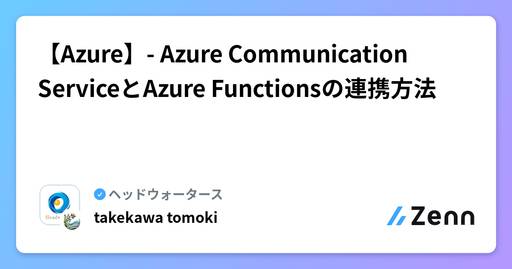 【Azure】- Azure Communication
ServiceとAzure Functionsの連携方法
ヘッドウォータース
takekawa tomoki
Zenn